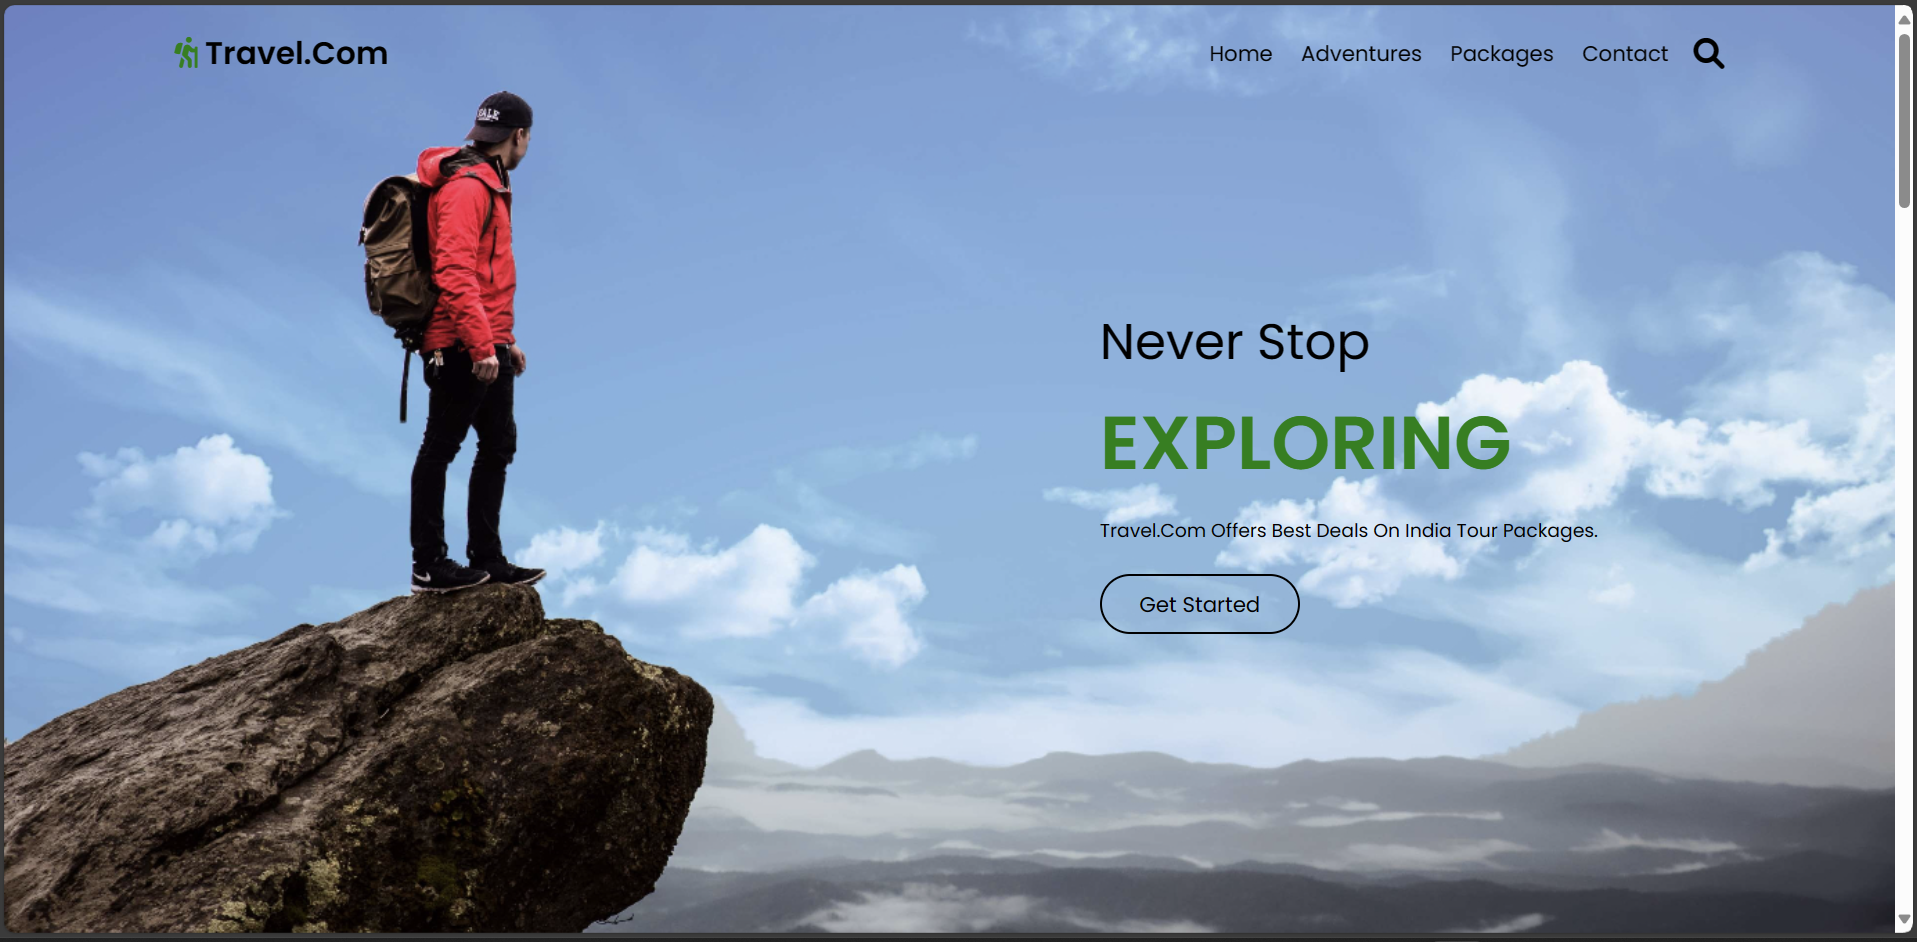 Travel.Com
Home Adventures Packages Contact
Never Stop
EXPLORING
Travel.Com Offers Best Deals On India Tour Packages.
Get Started